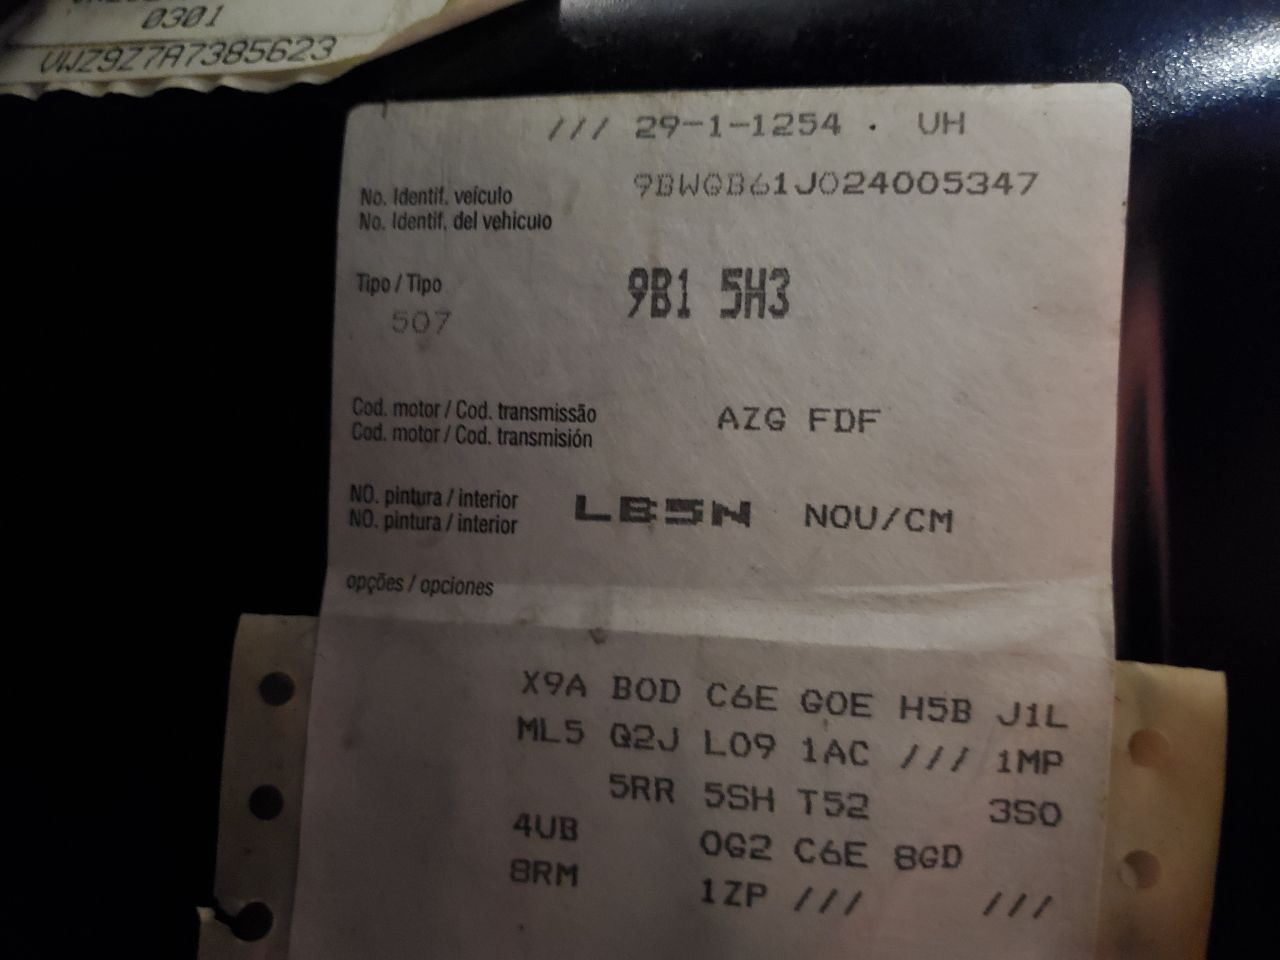 0301
VWZ9Z7A7385623
/// 29-1-1254 . UH
No. Identif. veículo 9BWGB61J024005347
No. Identif. del vehiculo
Tipo / Tipo 9B1 5H3
507
Cod. motor / Cod. transmissão AZG FDF
Cod. motor / Cod. transmisión
NO. pintura / interior LB5N NOU/CM
NO. pintura / interior
opções / opciones
X9A BOD C6E GOE H5B J1L
ML5 G2J L09 1AC /// 1MP
5RR 5SH T52 3S0
4UB 0G2 C6E 8GD
8RM 1ZP /// ///